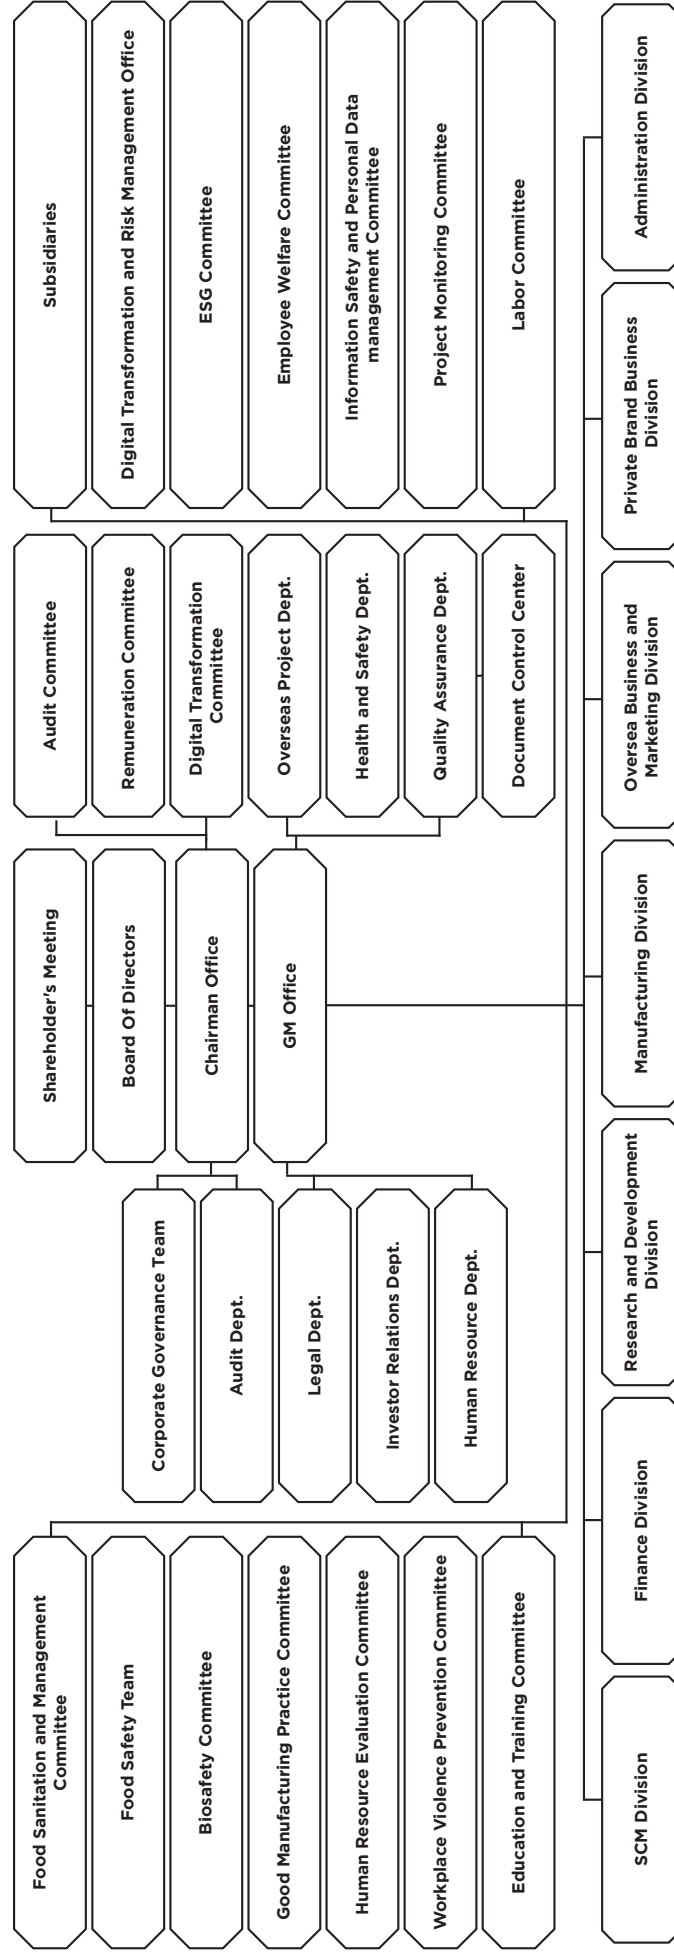 Food Sanitation and Management
Committee
Food Safety Team
Biosafety Committee
Good Manufacturing Practice Committee
Human Resource Evaluation Committee
Workplace Violence Prevention Committee
Education and Training Committee
Corporate Governance Team
Audit Dept.
Legal Dept.
Investor Relations Dept.
Human Resource Dept.
Shareholder's Meeting
Board Of Directors
Chairman Office
GM Office
Audit Committee
Remuneration Committee
Digital Transformation
Committee
Overseas Project Dept.
Health and Safety Dept.
Quality Assurance Dept.
Document Control Center
Subsidiaries
Digital Transformation and Risk Management Office
ESG Committee
Employee Welfare Committee
Information Safety and Personal Data
management Committee
Project Monitoring Committee
Labor Committee
SCM Division
Finance Division
Research and Development
Division
Manufacturing Division
Oversea Business and
Marketing Division
Private Brand Business
Division
Administration Division